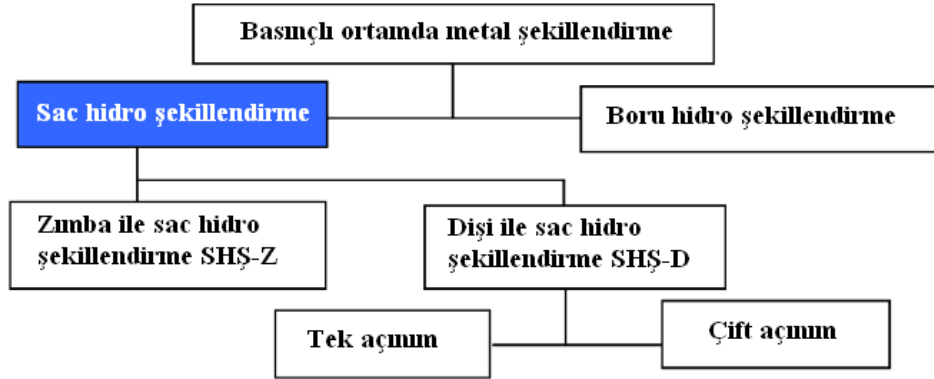 Basınçlı ortamda metal şekillendirme
Sac hidro şekillendirme
Boru hidro şekillendirme
Zımba ile sac hidro
şekillendirme SHŞ-Z
Dişi ile sac hidro
şekillendirme SHŞ-D
Tek açınım
Çift açınım